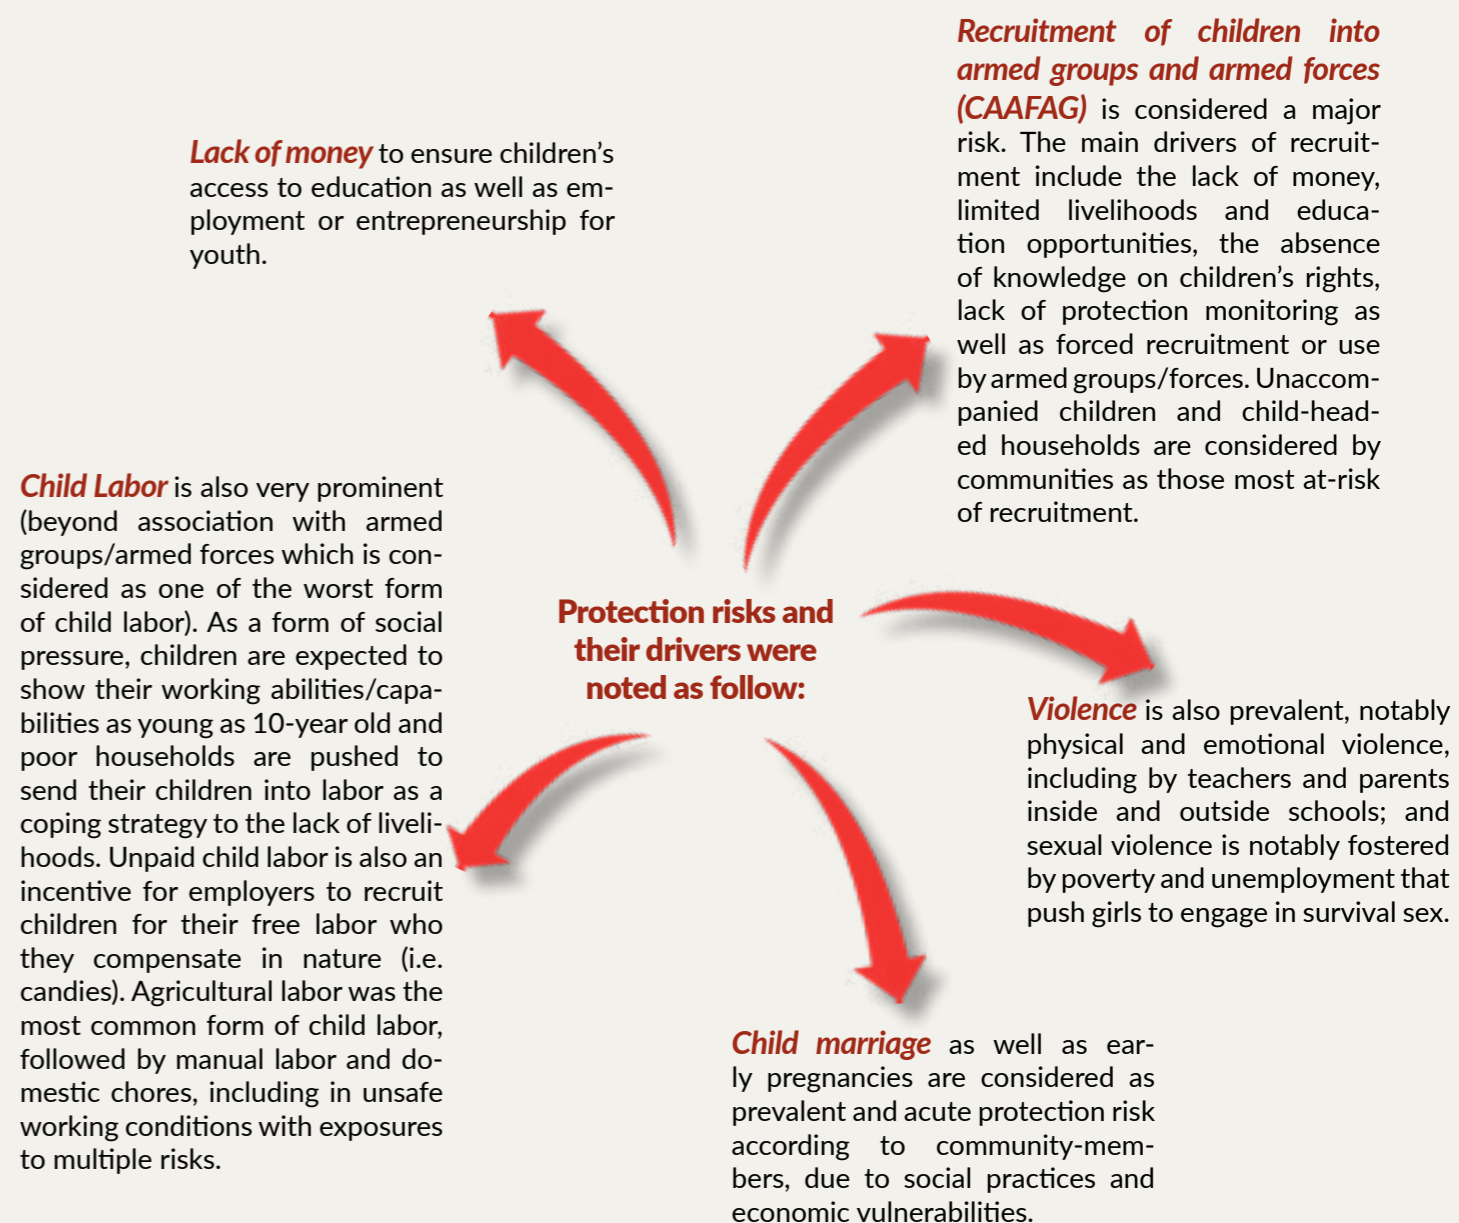 Lack of money to ensure children’s
access to education as well as em-
ployment or entrepreneurship for
youth.
Recruitment of children into
armed groups and armed forces
(CAAFAG) is considered a major
risk. The main drivers of recruit-
ment include the lack of money,
limited livelihoods and educa-
tion opportunities, the absence
of knowledge on children’s rights,
lack of protection monitoring as
well as forced recruitment or use
by armed groups/forces. Unaccom-
panied children and child-head-
ed households are considered by
communities as those most at-risk
of recruitment.
Child Labor is also very prominent
(beyond association with armed
groups/armed forces which is con-
sidered as one of the worst form
of child labor). As a form of social
pressure, children are expected to
show their working abilities/capa-
bilities as young as 10-year old and
poor households are pushed to
send their children into labor as a
coping strategy to the lack of liveli-
hoods. Unpaid child labor is also an
incentive for employers to recruit
children for their free labor who
they compensate in nature (i.e.
candies). Agricultural labor was the
most common form of child labor,
followed by manual labor and do-
mestic chores, including in unsafe
working conditions with exposures
to multiple risks.
Protection risks and
their drivers were
noted as follow:
Violence is also prevalent, notably
physical and emotional violence,
including by teachers and parents
inside and outside schools; and
sexual violence is notably fostered
by poverty and unemployment that
push girls to engage in survival sex.
Child marriage as well as ear-
ly pregnancies are considered as
prevalent and acute protection risk
according to community-mem-
bers, due to social practices and
economic vulnerabilities.